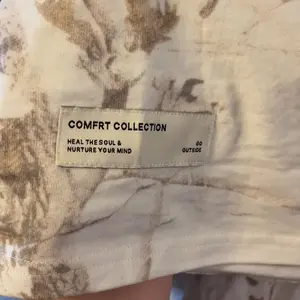 COMFRT COLLECTION
HEAL THE SOUL & GO
NURTURE YOUR MIND OUTSIDE